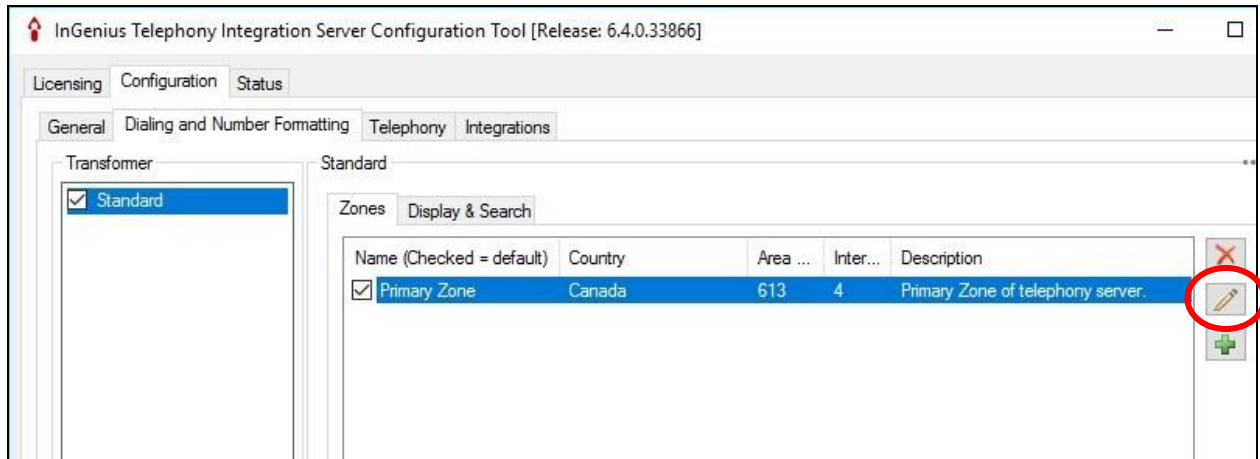 InGenius Telephony Integration Server Configuration Tool [Release: 6.4.0.33866]
Licensing Configuration Status
General Dialing and Number Formatting Telephony Integrations
Transformer Standard
Standard
Zones Display & Search
Name (Checked = default) Country Area ... Inter... Description
Primary Zone Canada 613 4 Primary Zone of telephony server.